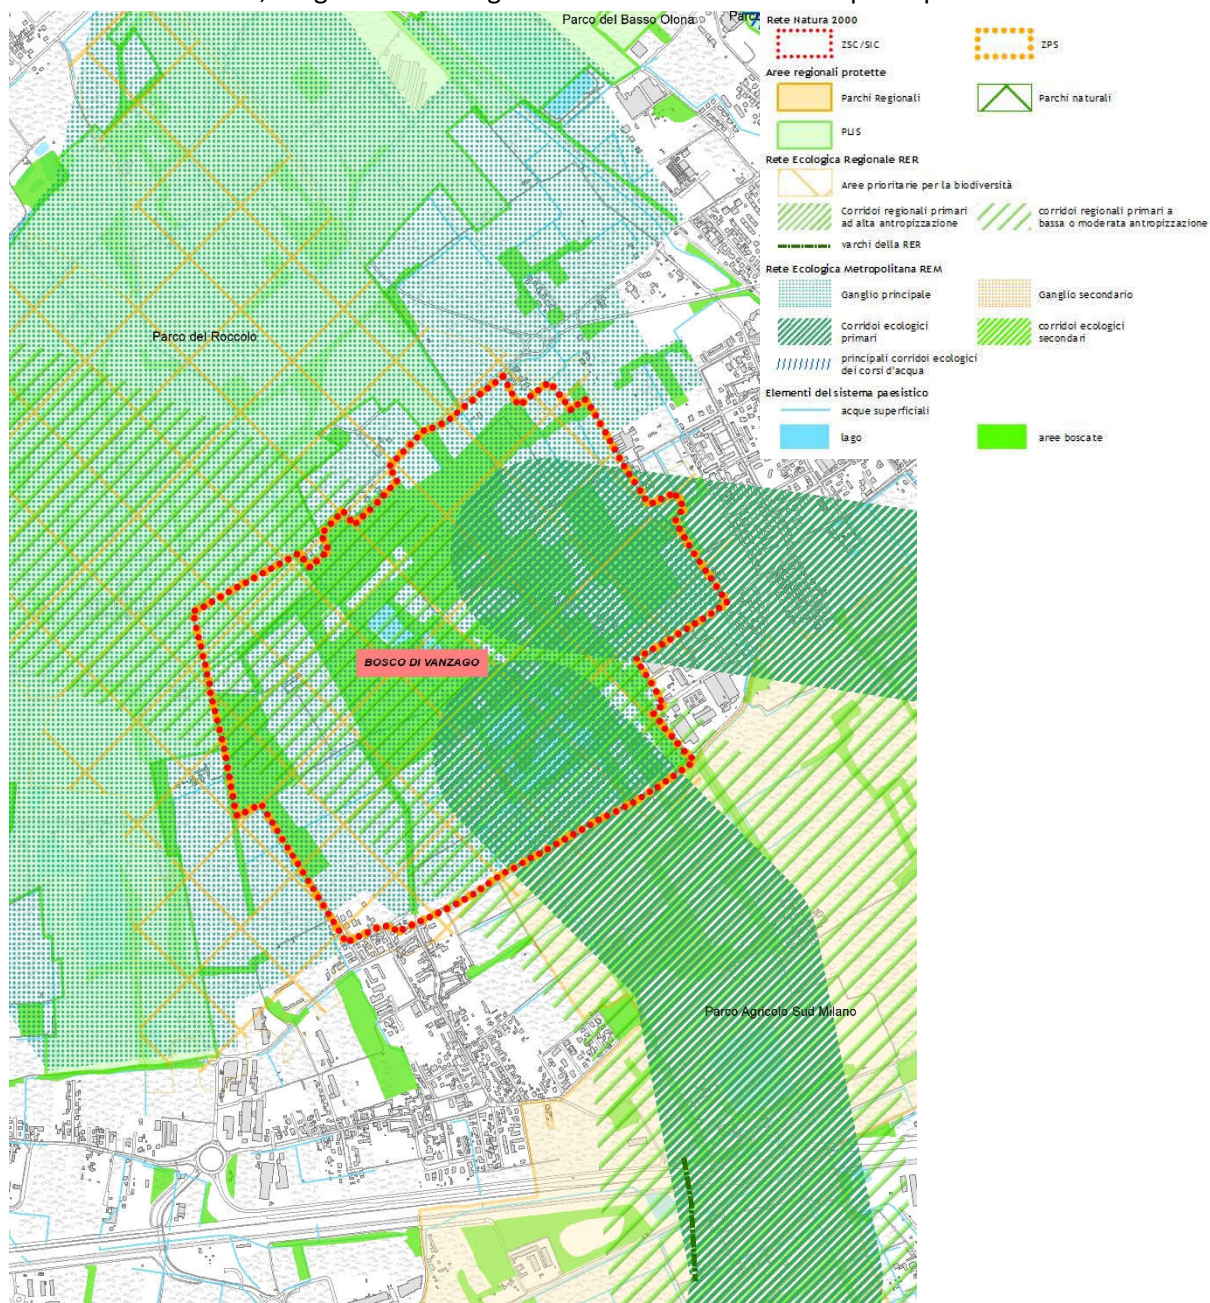 Parco del Basso Olona
Rete Natura 2000
ZSC/SIC
ZPS
Aree regionali protette
Parchi Regionali
Parchi naturali
PLIS
Rete Ecologica Regionale RER
Aree prioritarie per la biodiversità
Corridoi regionali primari
ad alta antropizzazione
corridoi regionali primari a
bassa o moderata antropizzazione
varchi della RER
Rete Ecologica Metropolitana REM
Ganglio principale
Ganglio secondario
Corridoi ecologici
primari
corridoi ecologici
secondari
principali corridoi ecologici
dei corsi d'acqua
Elementi del sistema paesistico
acque superficiali
lago
aree boscate
Parco del Roccolo
BOSCO DI VANZAGO
Parco Agricolo Sud Milano